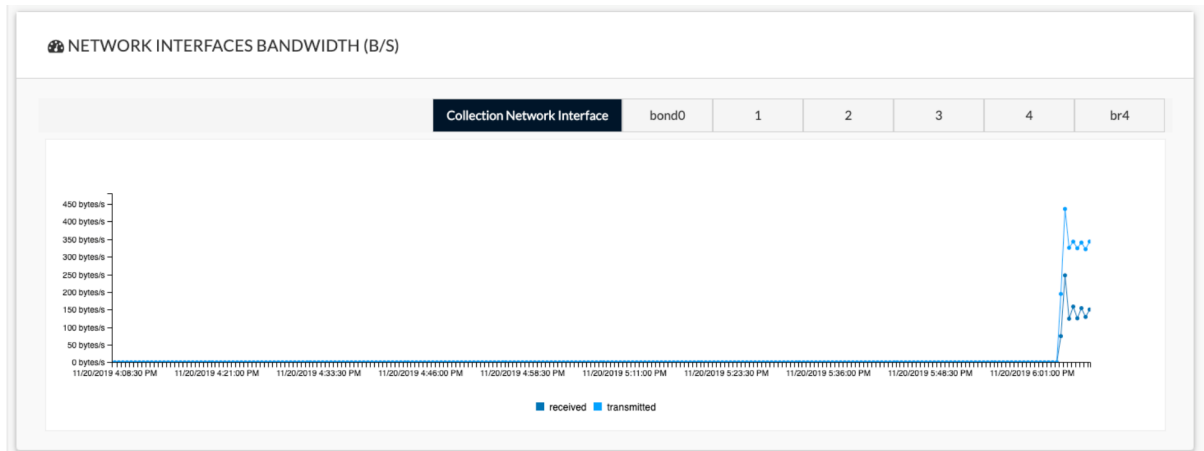 NETWORK INTERFACES BANDWIDTH (B/S)
Collection Network Interface bond0 1 2 3 4 br4
450 bytes/s
400 bytes/s
350 bytes/s
300 bytes/s
250 bytes/s
200 bytes/s
150 bytes/s
100 bytes/s
50 bytes/s
0 bytes/s
11/20/2019 4:08:30 PM 11/20/2019 4:21:00 PM 11/20/2019 4:33:30 PM 11/20/2019 4:46:00 PM 11/20/2019 4:58:30 PM 11/20/2019 5:11:00 PM 11/20/2019 5:23:30 PM 11/20/2019 5:36:00 PM 11/20/2019 5:48:30 PM 11/20/2019 6:01:00 PM
received transmitted